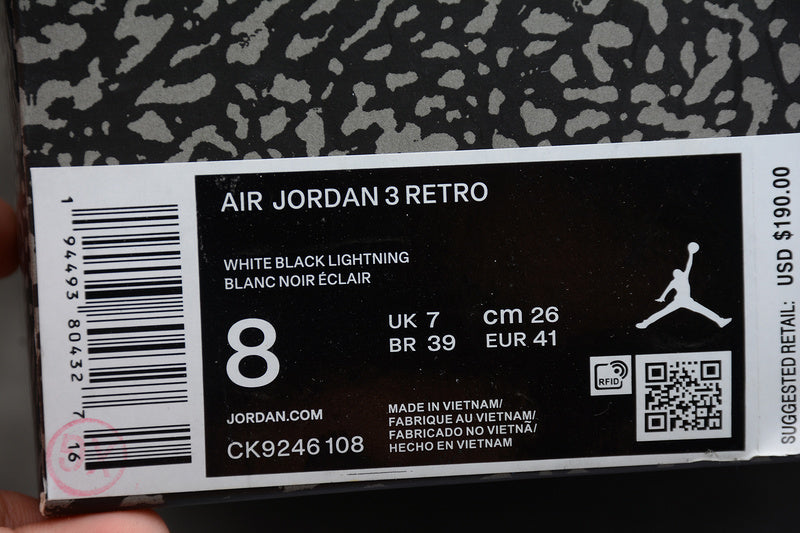 AIR JORDAN 3 RETRO
WHITE BLACK LIGHTNING
BLANC NOIR ÉCLAIR
8
UK 7
cm 26
BR 39
EUR 41
JORDAN.COM
CK9246 108
MADE IN VIETNAM/
FABRIQUE AU VIETNAM/
FABRICADO NO VIETNÃ/
HECHO EN VIETNAM
RFID
SUGGESTED RETAIL: USD $190.00
1 94493 80432 7
16